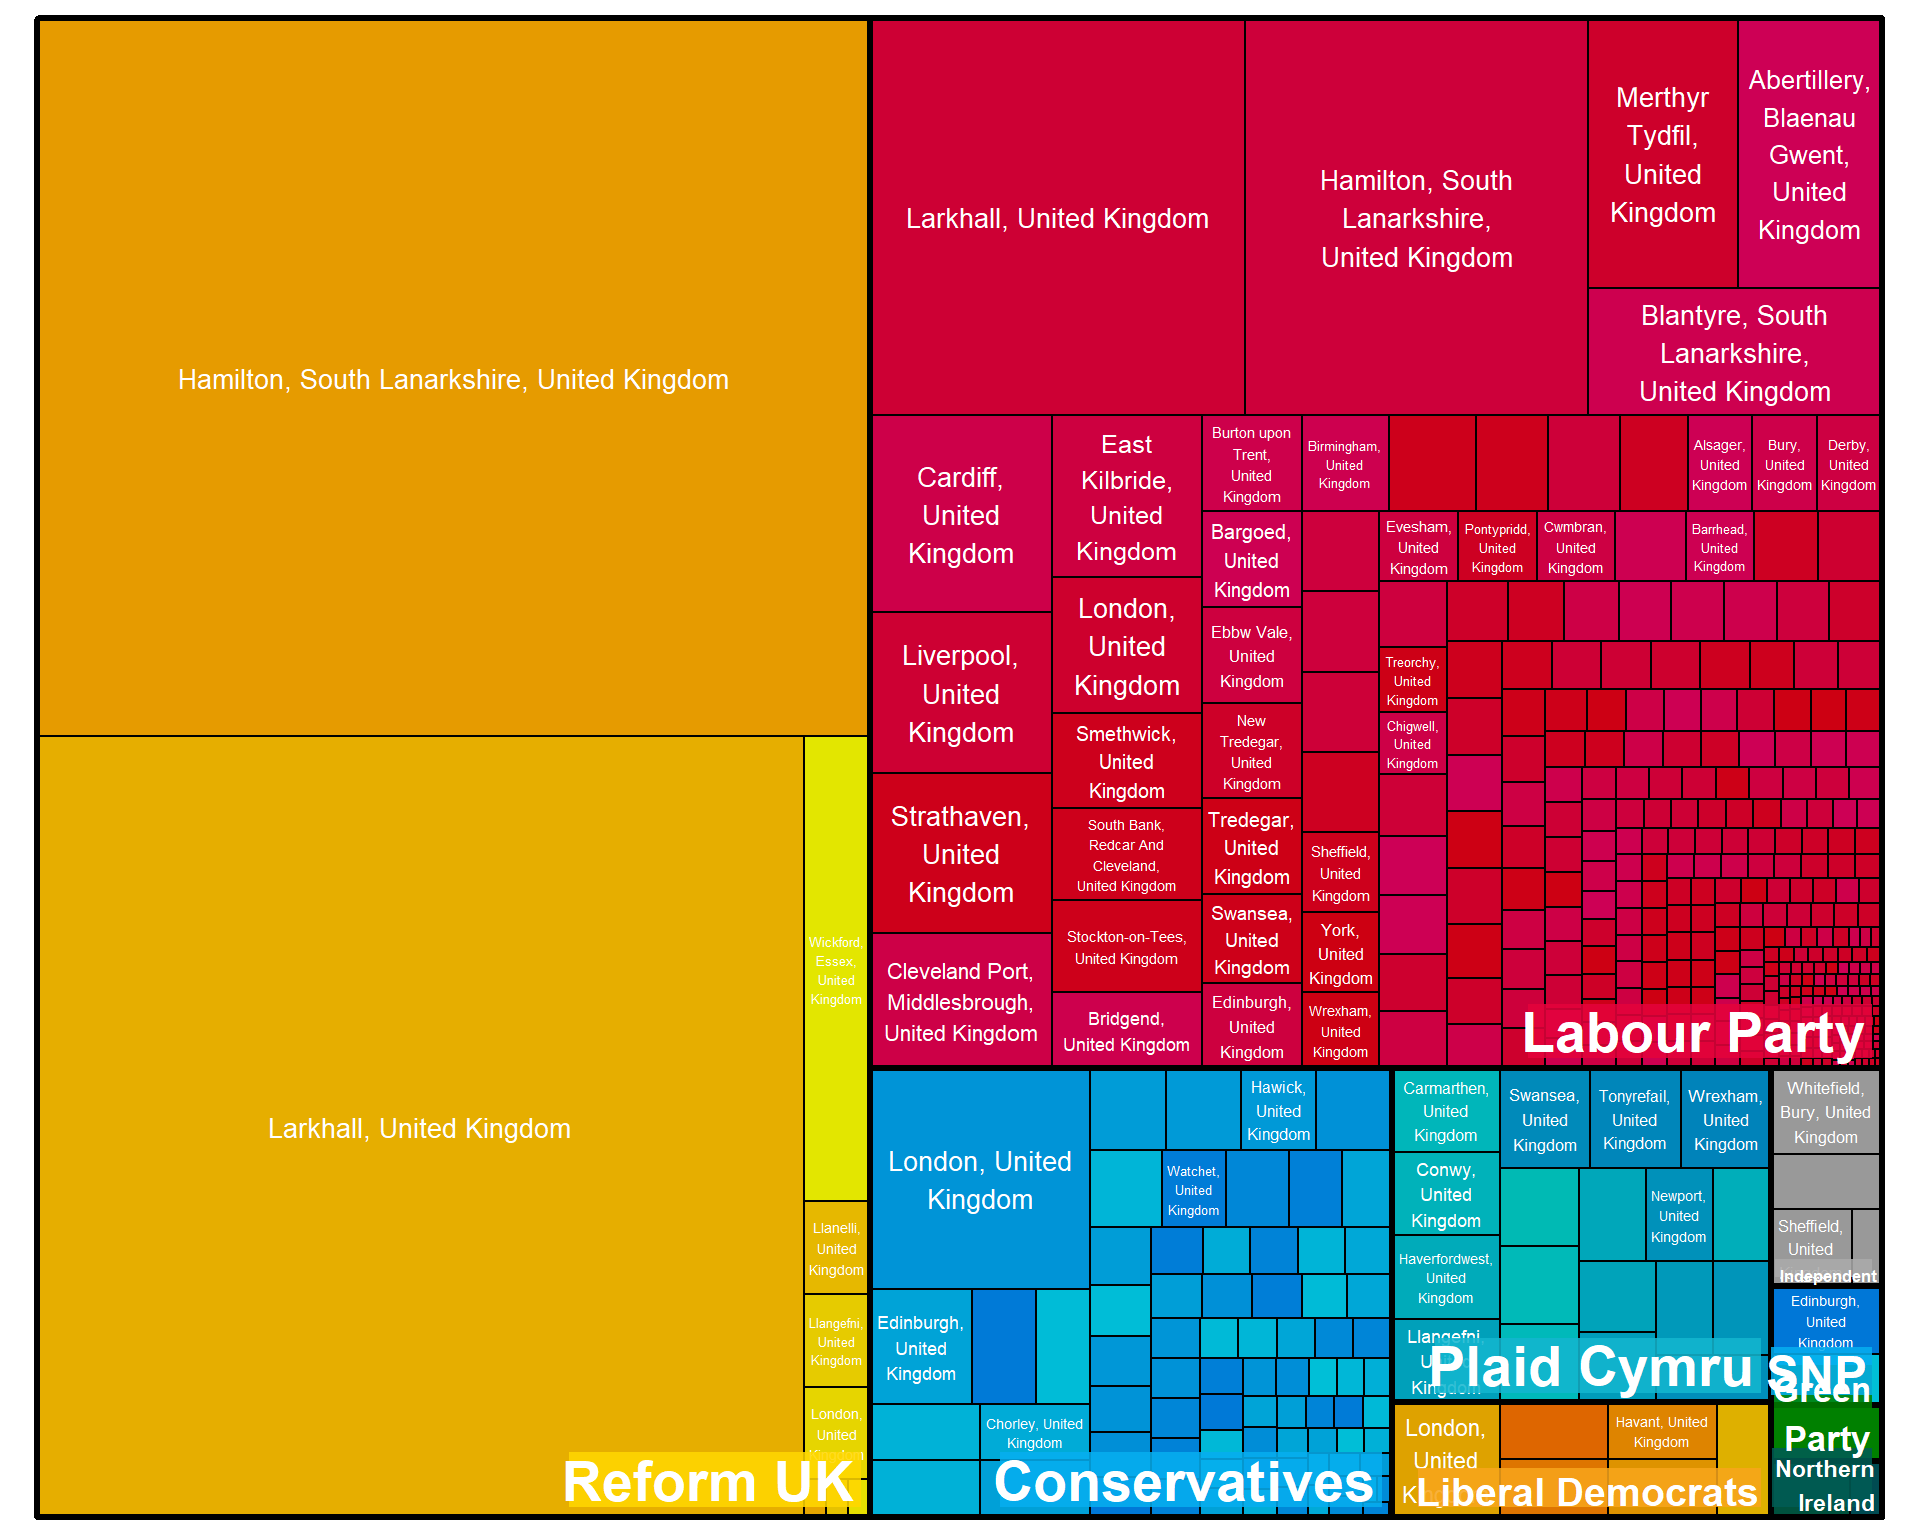 Hamilton, South Lanarkshire, United Kingdom
Larkhall, United Kingdom
Wickford,
Essex,
United
Kingdom
Llanelli,
United
Kingdom
Llangefni,
United
Kingdom
London,
United
Reform UK
Larkhall, United Kingdom
Hamilton, South
Lanarkshire,
United Kingdom
Merthyr
Tydfil,
United
Kingdom
Abertillery,
Blaenau
Gwent,
United
Kingdom
Blantyre, South
Lanarkshire,
United Kingdom
Cardiff,
United
Kingdom
Liverpool,
United
Kingdom
Strathaven,
United
Kingdom
Cleveland Port,
Middlesbrough,
United Kingdom
East
Kilbride,
United
Kingdom
London,
United
Kingdom
Smethwick,
United
Kingdom
South Bank,
Redcar And
Cleveland,
United Kingdom
Stockton-on-Tees,
United Kingdom
Bridgend,
United Kingdom
Burton upon
Trent,
United
Kingdom
Bargoed,
United
Kingdom
Ebbw Vale,
United
Kingdom
New
Tredegar,
United
Kingdom
Tredegar,
United
Kingdom
Swansea,
United
Kingdom
Edinburgh,
United
Kingdom
Birmingham,
United
Kingdom
Sheffield,
United
Kingdom
York,
United
Kingdom
Wrexham,
United
Kingdom
Alsager,
United
Kingdom
Bury,
United
Kingdom
Derby,
United
Kingdom
Evesham,
United
Kingdom
Pontypridd,
United
Kingdom
Cwmbran,
United
Kingdom
Barrhead,
United
Kingdom
Treorchy,
United
Kingdom
Chigwell,
United
Kingdom
Labour Party
London, United
Kingdom
Edinburgh,
United
Kingdom
Chorley, United
Kingdom
Hawick,
United
Kingdom
Watchet,
United
Kingdom
Conservatives
Carmarthen,
United
Kingdom
Conwy,
United
Kingdom
Haverfordwest,
United
Kingdom
Llangefni,
Swansea,
United
Kingdom
Tonyrefail,
United
Kingdom
Wrexham,
United
Kingdom
Newport,
United
Kingdom
Plaid Cymru
London,
United
Havant, United
Kingdom
Liberal Democrats
Whitefield,
Bury, United
Kingdom
Sheffield,
United
Independent
Edinburgh,
United
Kingdom
SNP
Green
Party
Northern
Ireland